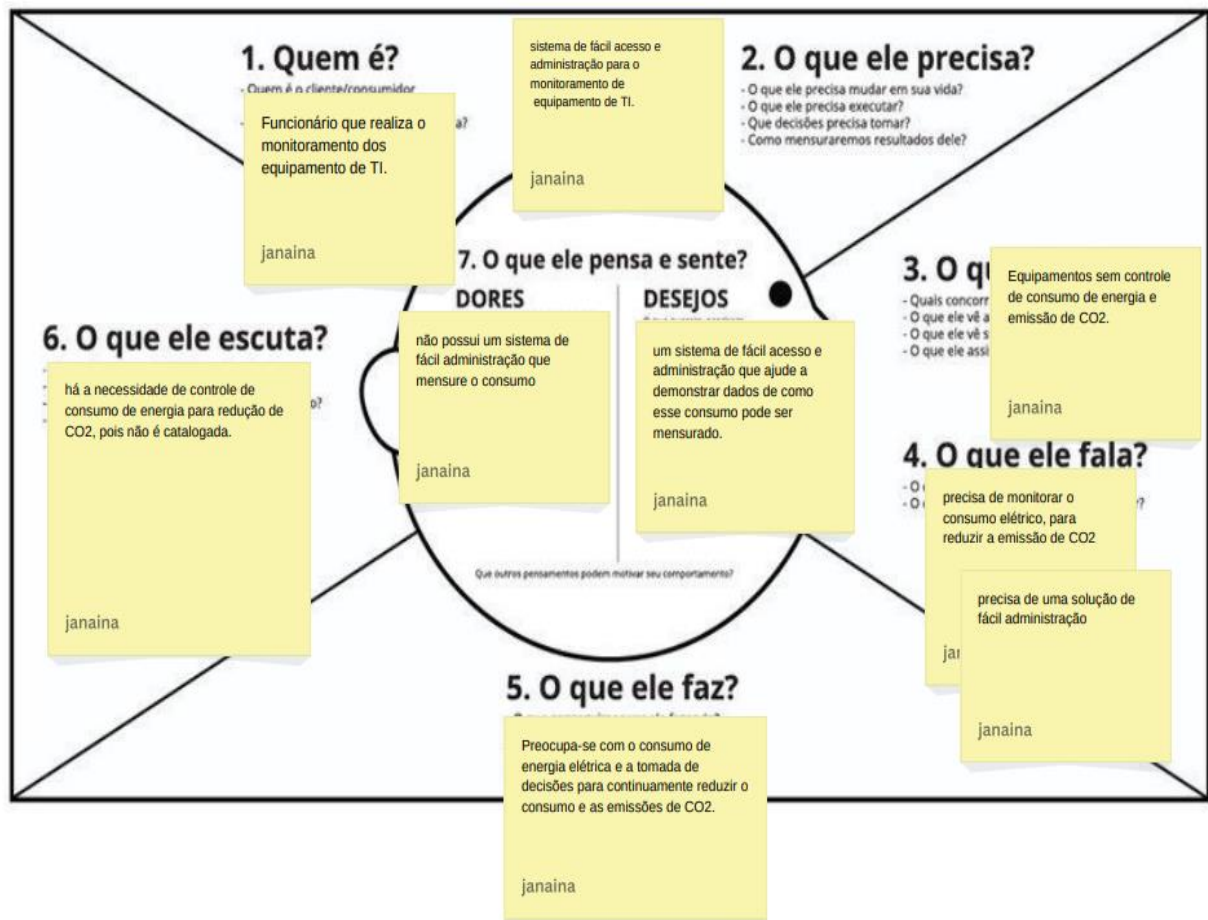 1. Quem é?
- Quem é o cliente/consumidor
a?
Funcionário que realiza o
monitoramento dos
equipamento de TI.
janaina
sistema de fácil acesso e
administração para o
monitoramento de
equipamento de TI.
janaina
2. O que ele precisa?
- O que ele precisa mudar em sua vida?
- O que ele precisa executar?
- Que decisões precisa tomar?
- Como mensuraremos resultados dele?
3. O qu
- Quais concorr
- O que ele vê a
- O que ele vê s
- O que ele assi
Equipamentos sem controle
de consumo de energia e
emissão de CO2.
janaina
4. O que ele fala?
- O
- O
?
precisa de monitorar o
consumo elétrico, para
reduzir a emissão de CO2
jan
precisa de uma solução de
fácil administração
janaina
5. O que ele faz?
Preocupa-se com o consumo de
energia elétrica e a tomada de
decisões para continuamente reduzir o
consumo e as emissões de CO2.
janaina
6. O que ele escuta?
o?
há a necessidade de controle de
consumo de energia para redução de
CO2, pois não é catalogada.
janaina
7. O que ele pensa e sente?
DORES
não possui um sistema de
fácil administração que
mensure o consumo
janaina
DESEJOS
um sistema de fácil acesso e
administração que ajude a
demonstrar dados de como
esse consumo pode ser
mensurado.
janaina
Que outros pensamentos podem motivar seu comportamento?